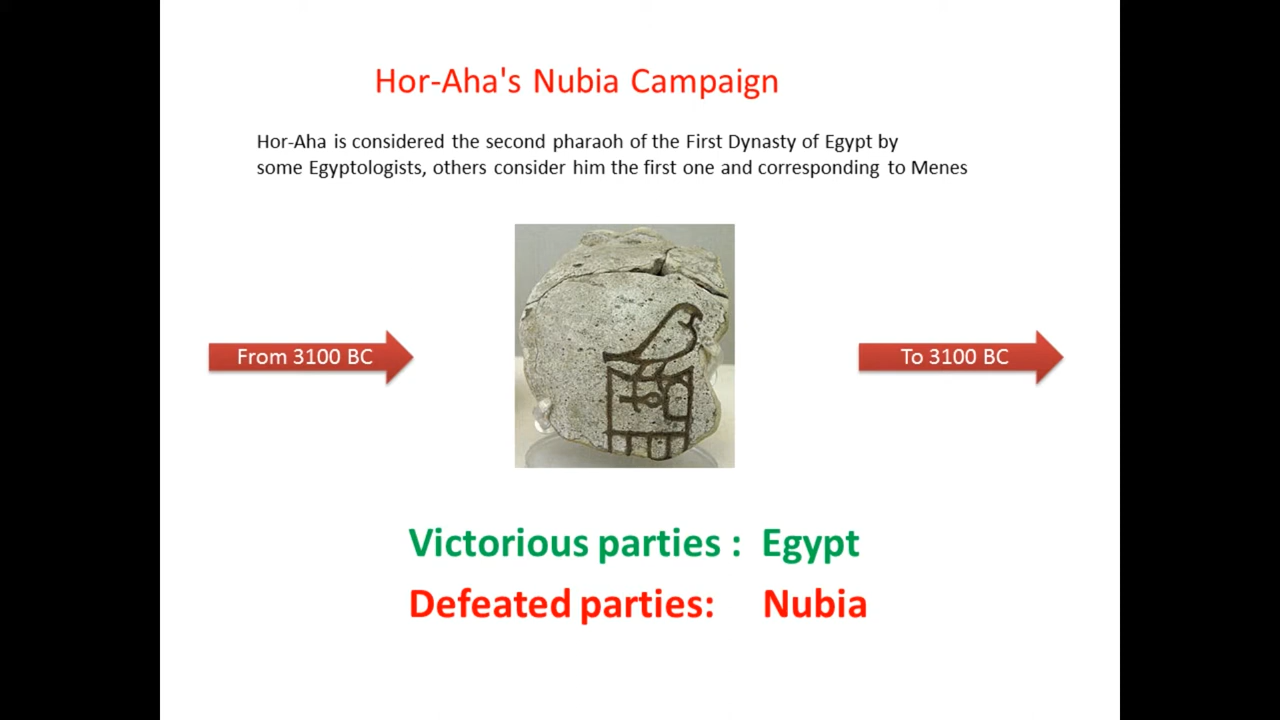 Hor-Aha's Nubia Campaign
Hor-Aha is considered the second pharaoh of the First Dynasty of Egypt by
some Egyptologists, others consider him the first one and corresponding to Menes
From 3100 BC
To 3100 BC
Victorious parties : Egypt
Defeated parties: Nubia